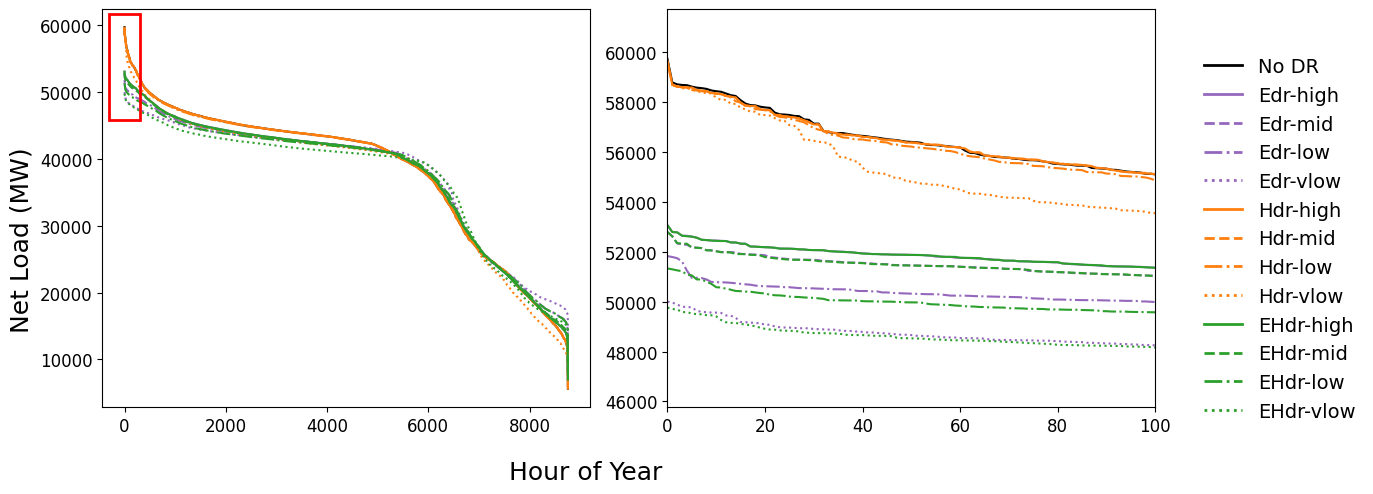 Net Load (MW)
60000
50000
40000
30000
20000
10000
0 2000 4000 6000 8000
60000
58000
56000
54000
52000
50000
48000
46000
0 20 40 60 80 100
Hour of Year
No DR
Edr-high
Edr-mid
Edr-low
Edr-vlow
Hdr-high
Hdr-mid
Hdr-low
Hdr-vlow
EHdr-high
EHdr-mid
EHdr-low
EHdr-vlow